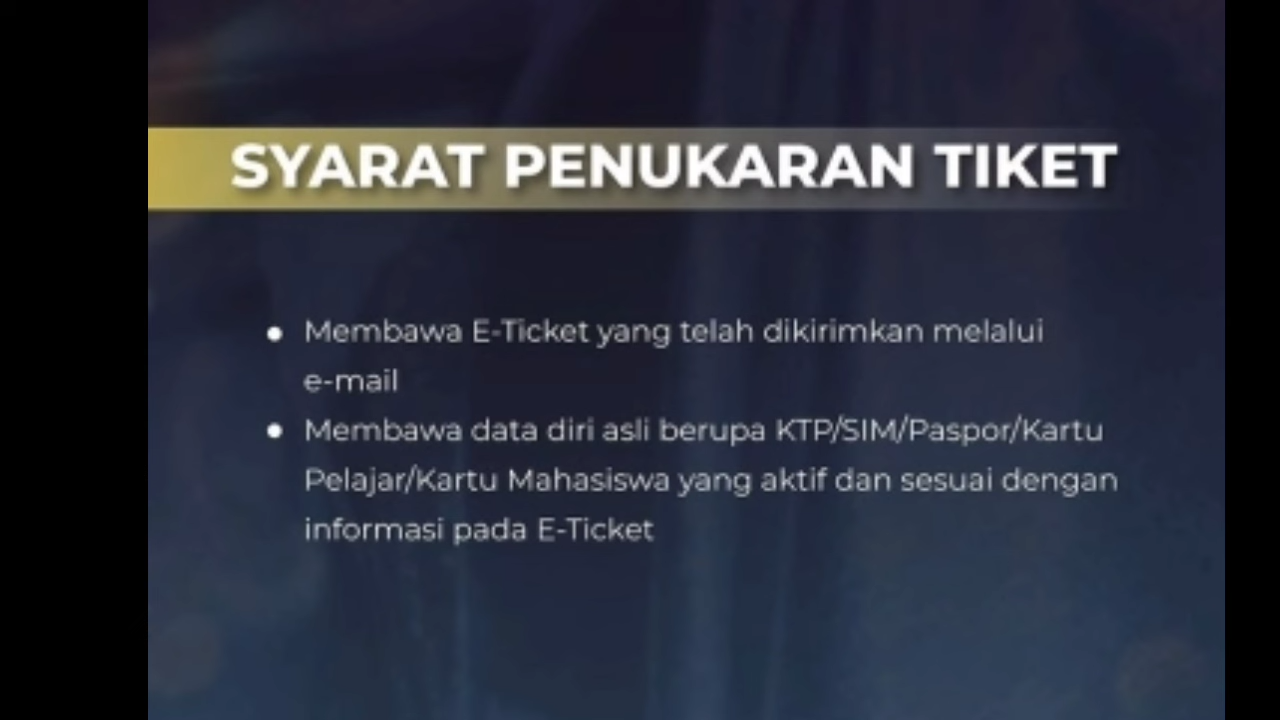 SYARAT PENUKARAN TIKET
• Membawa E-Ticket yang telah dikirimkan melalui
e-mail
• Membawa data diri asli berupa KTP/SIM/Paspor/Kartu
Pelajar/Kartu Mahasiswa yang aktif dan sesuai dengan
informasi pada E-Ticket